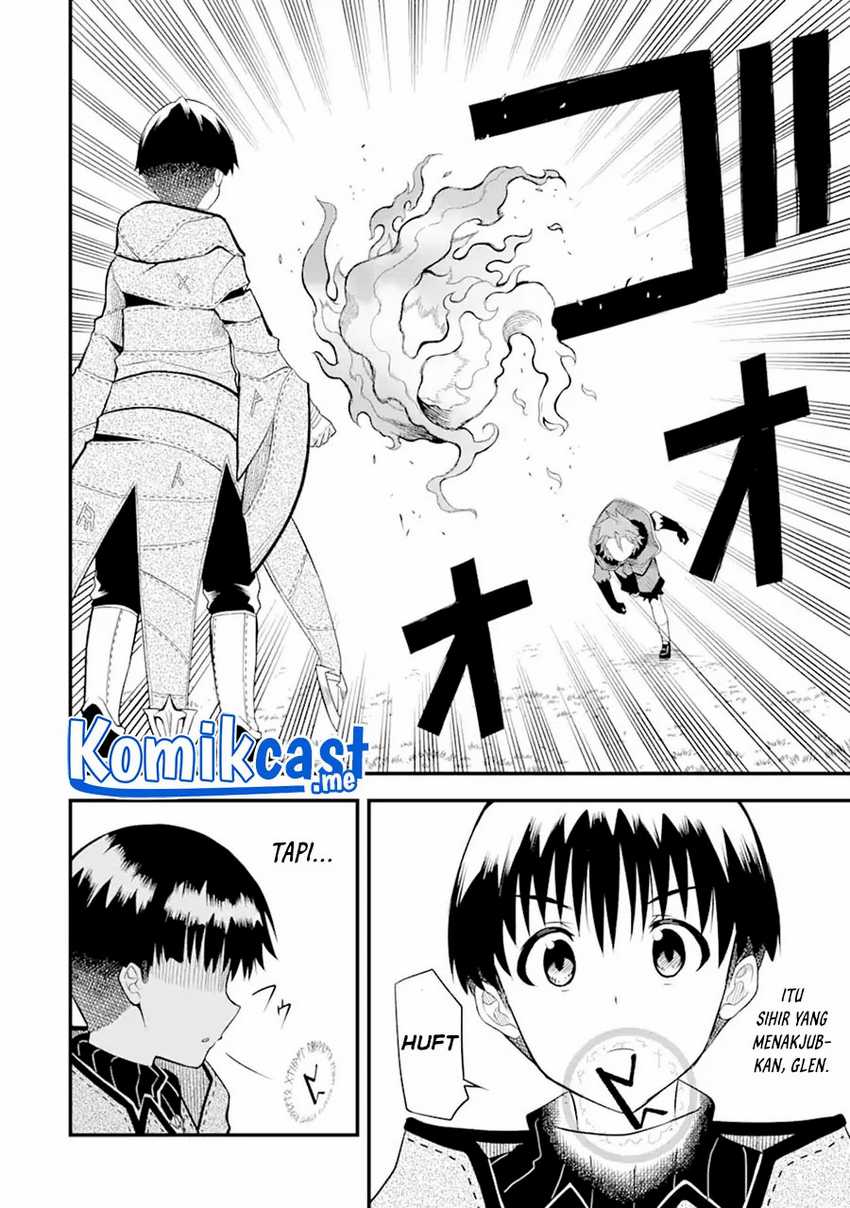 ゴオオ
Komikcast
.me
ITU
SIHIR YANG
MENAKJUB-
KAN, GLEN.
HUFT
TAPI...
フゥ